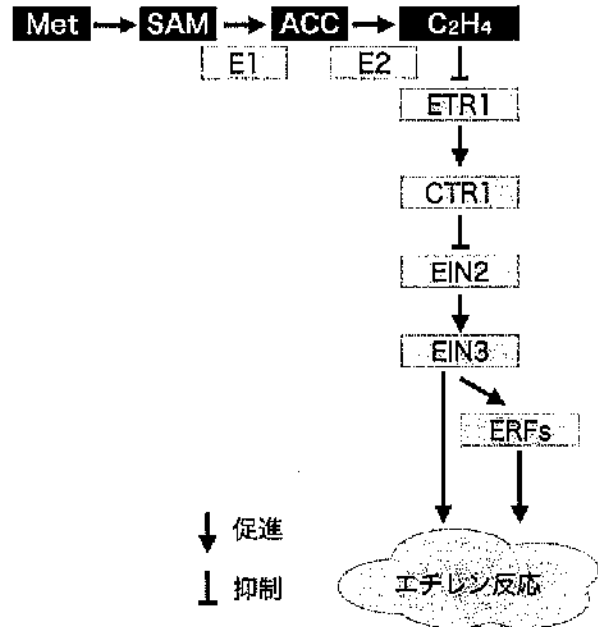 Met SAM ACC C₂H₄
E1 E2
ETR1
CTR1
EIN2
EIN3
ERFs
促進
抑制
エチレン反応